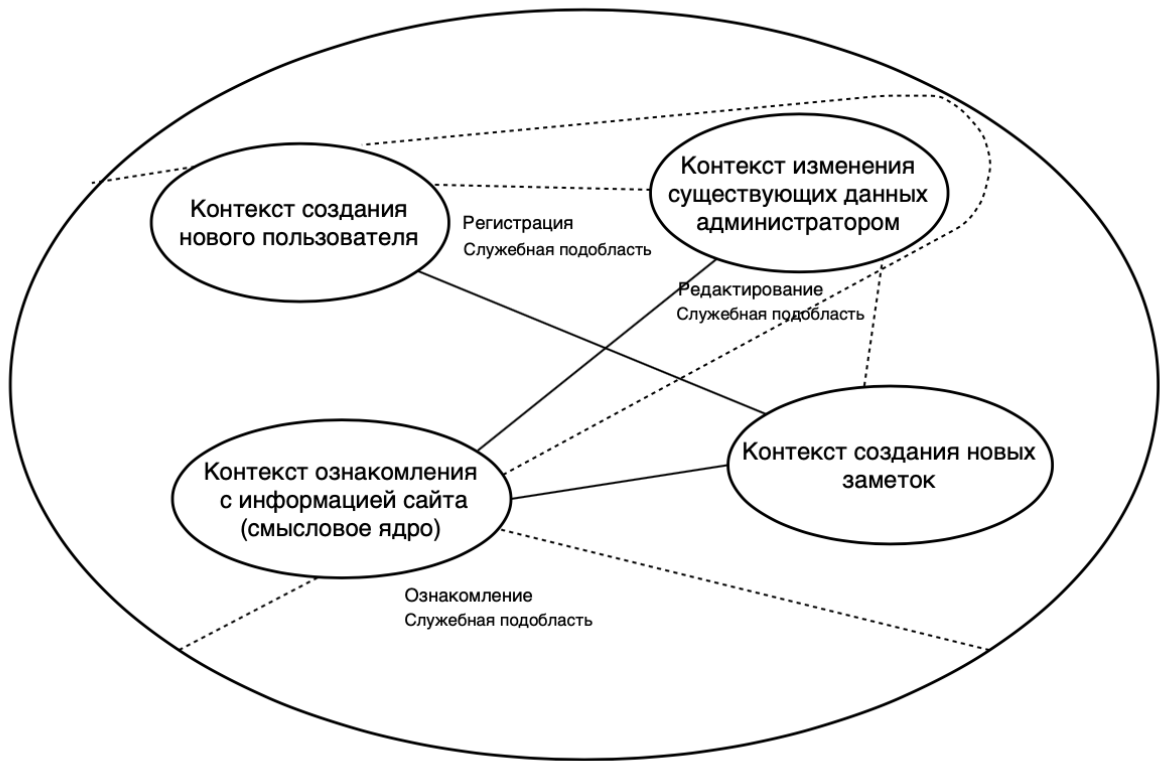 Контекст создания
нового пользователя
Контекст изменения
существующих данных
администратором
Регистрация
Служебная подобласть
Редактирование
Служебная подобласть
Контекст ознакомления
с информацией сайта
(смысловое ядро)
Контекст создания новых
заметок
Ознакомление
Служебная подобласть